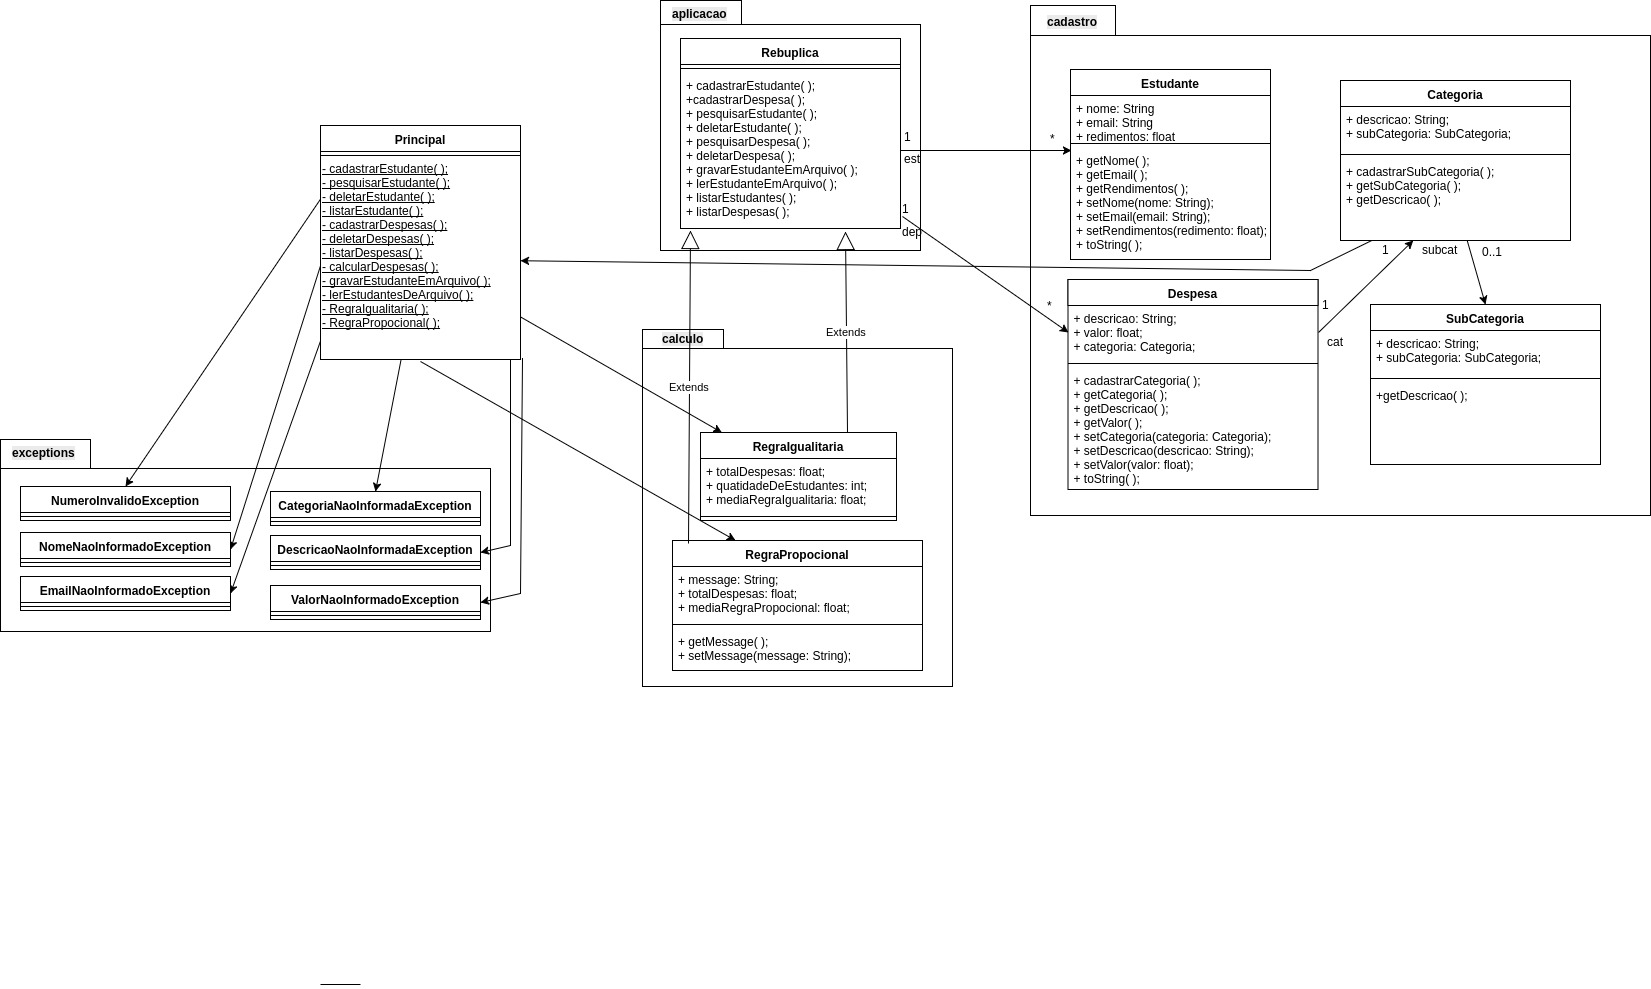 aplicacao
Rebuplica
+ cadastrarEstudante( );
+cadastrarDespesa( );
+ pesquisarEstudante( );
+ deletarEstudante( );
+ pesquisarDespesa( );
+ deletarDespesa( );
+ gravarEstudanteEmArquivo( );
+ lerEstudanteEmArquivo( );
+ listarEstudantes( );
+ listarDespesas( );
1
est
*
1
dep
*
cadastro
Estudante
+ nome: String
+ email: String
+ redimentos: float
+ getNome( );
+ getEmail( );
+ getRendimentos( );
+ setNome(nome: String);
+ setEmail(email: String);
+ setRendimentos(redimento: float);
+ toString( );
Categoria
+ descricao: String;
+ subCategoria: SubCategoria;
+ cadastrarSubCategoria( );
+ getSubCategoria( );
+ getDescricao( );
1
subcat
0..1
Despesa
+ descricao: String;
+ valor: float;
+ categoria: Categoria;
+ cadastrarCategoria( );
+ getCategoria( );
+ getDescricao( );
+ getValor( );
+ setCategoria(categoria: Categoria);
+ setDescricao(descricao: String);
+ setValor(valor: float);
+ toString( );
1
cat
SubCategoria
+ descricao: String;
+ subCategoria: SubCategoria;
+getDescricao( );
Principal
- cadastrarEstudante( );
- pesquisarEstudante( );
- deletarEstudante( );
- listarEstudante( );
- cadastrarDespesas( );
- deletarDespesas( );
- listarDespesas( );
- calcularDespesas( );
- gravarEstudanteEmArquivo( );
- lerEstudantesDeArquivo( );
- RegraIgualitaria( );
- RegraPropocional( );
Extends
Extends
calculo
RegraIgualitaria
+ totalDespesas: float;
+ quatidadeDeEstudantes: int;
+ mediaRegraIgualitaria: float;
RegraPropocional
+ message: String;
+ totalDespesas: float;
+ mediaRegraPropocional: float;
+ getMessage( );
+ setMessage(message: String);
exceptions
NumeroInvalidoException
NomeNaoInformadoException
EmailNaoInformadoException
CategoriaNaoInformadaException
DescricaoNaoInformadaException
ValorNaoInformadoException